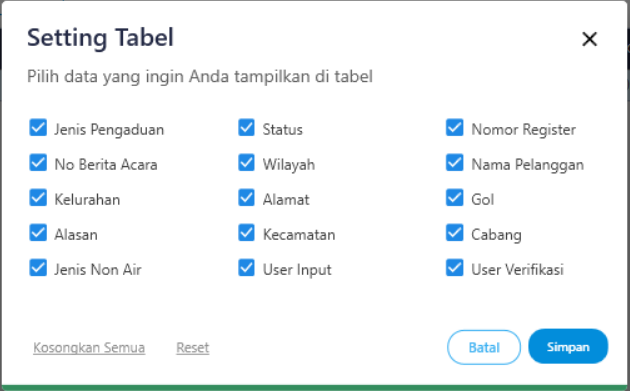 Setting Tabel
Pilih data yang ingin Anda tampilkan di tabel
Jenis Pengaduan Status Nomor Register
No Berita Acara Wilayah Nama Pelanggan
Kelurahan Alamat Gol
Alasan Kecamatan Cabang
Jenis Non Air User Input User Verifikasi
Kosongkan Semua Reset Batal Simpan